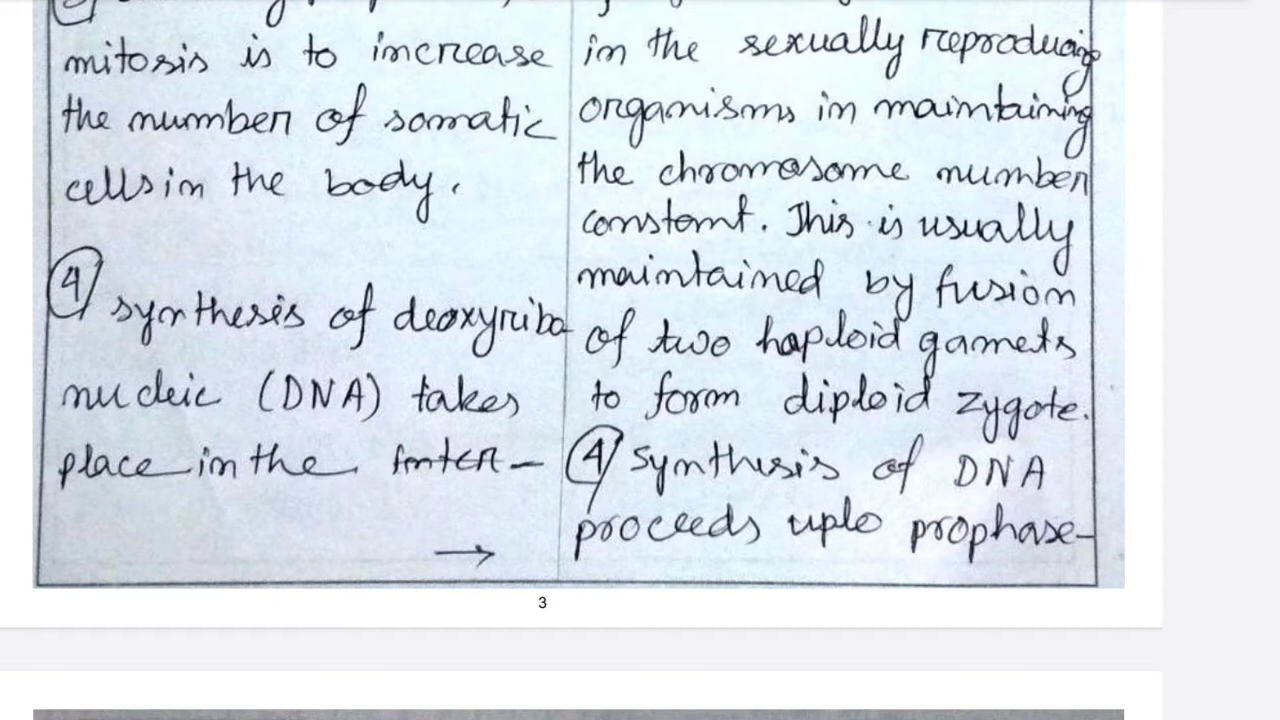 mitosis is to increase
the number of somatic
cells in the body.
④ synthesis of deoxyribo
nucleic (DNA) takes
place in the inter-
→
in the sexually reproducing
organisms in maintaining
the chromosome number
constant. This is usually
maintained by fusion
of two haploid gamets
to form diploid zygote.
④ Synthesis of DNA
proceeds upto prophase-
3